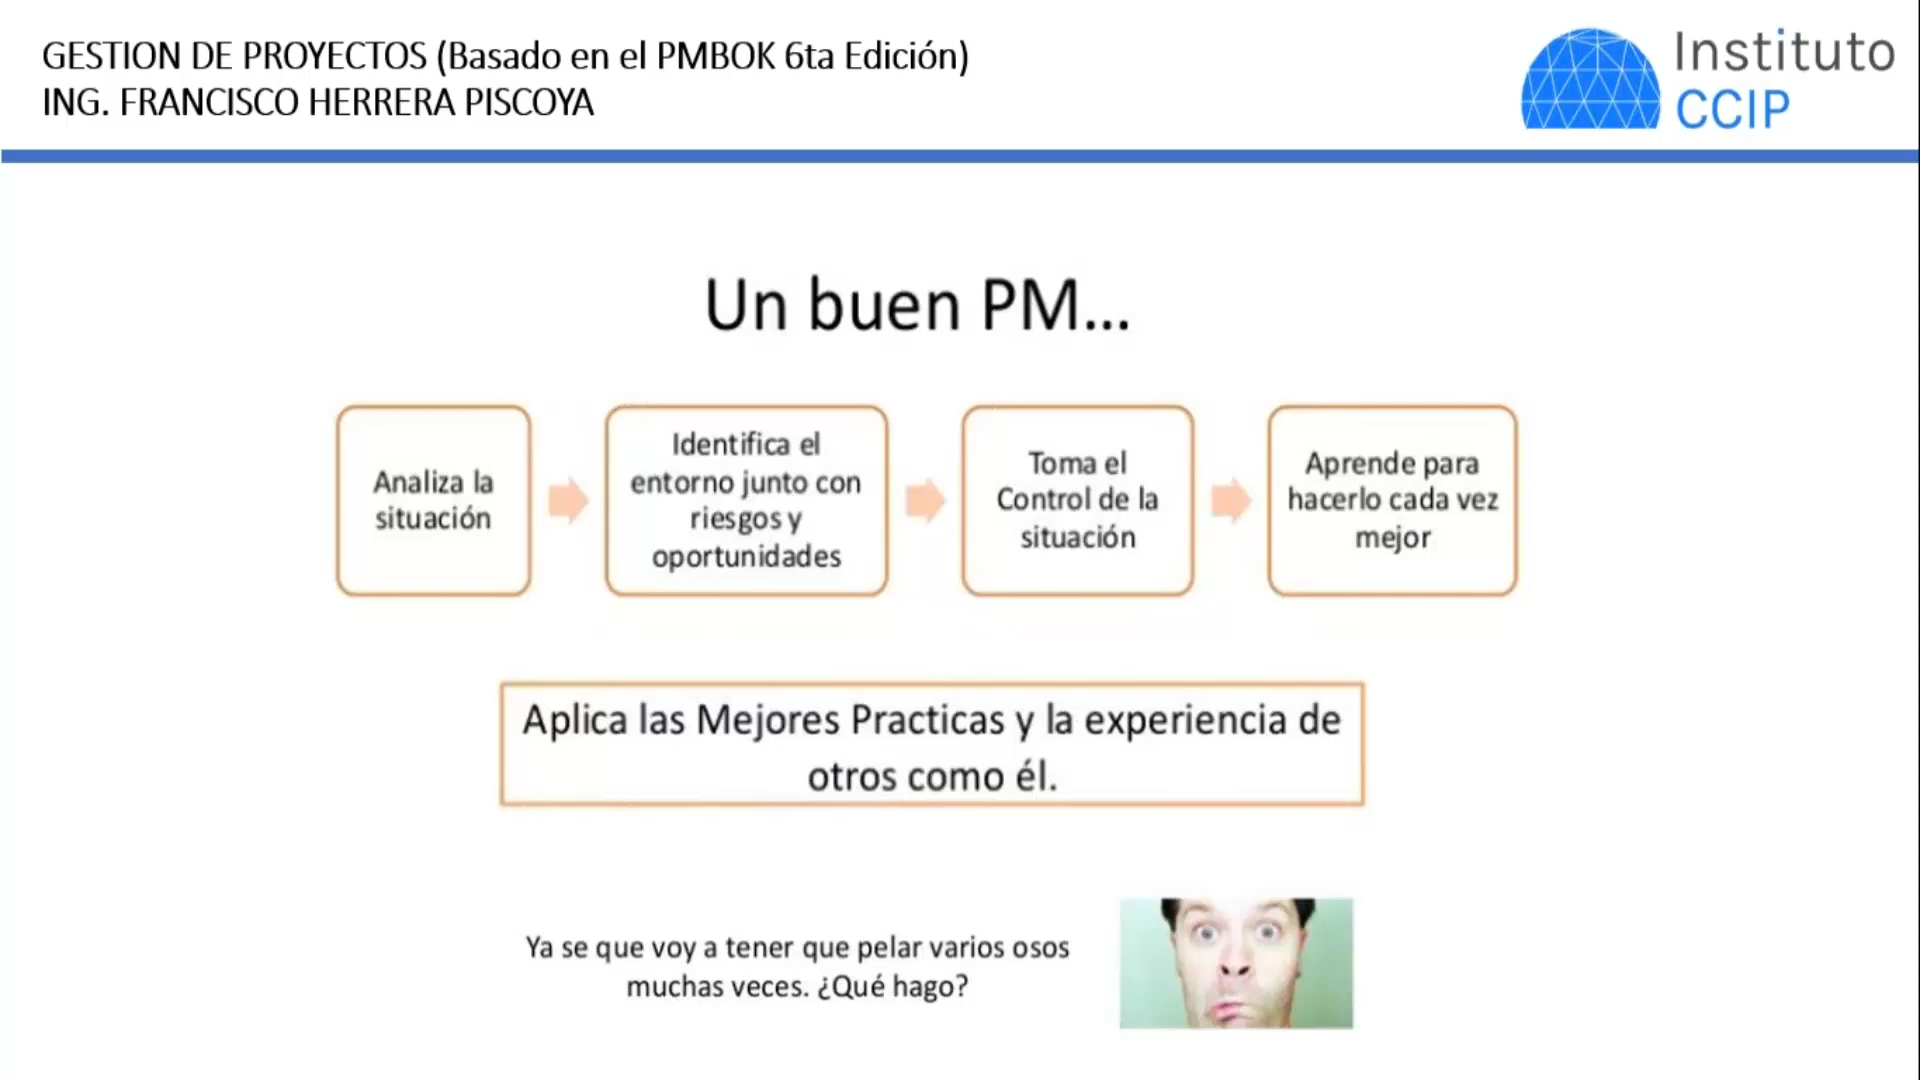 GESTION DE PROYECTOS (Basado en el PMBOK 6ta Edición)
ING. FRANCISCO HERRERA PISCOYA
Instituto
CCIP
Un buen PM...
Analiza la
situación
Identifica el
entorno junto con
riesgos y
oportunidades
Toma el
Control de la
situación
Aprende para
hacerlo cada vez
mejor
Aplica las Mejores Practicas y la experiencia de
otros como él.
Ya se que voy a tener que pelar varios osos
muchas veces. ¿Qué hago?